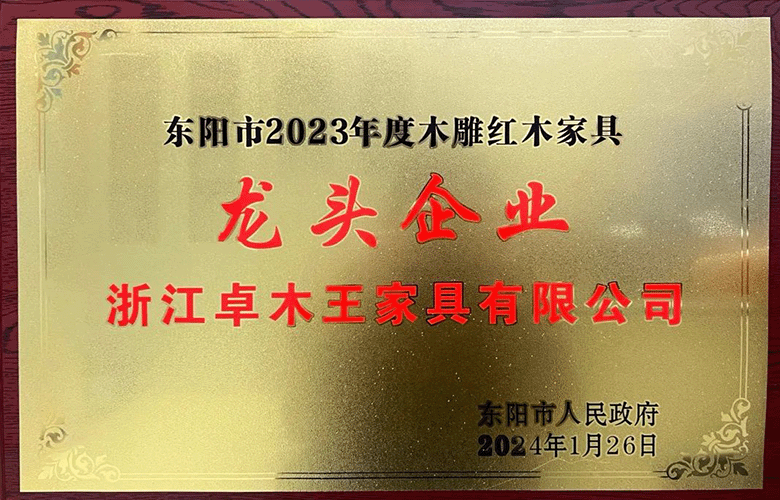 东阳市2023年度木雕红木家具
龙头企业
浙江卓木王家具有限公司
东阳市人民政府
2024年1月26日